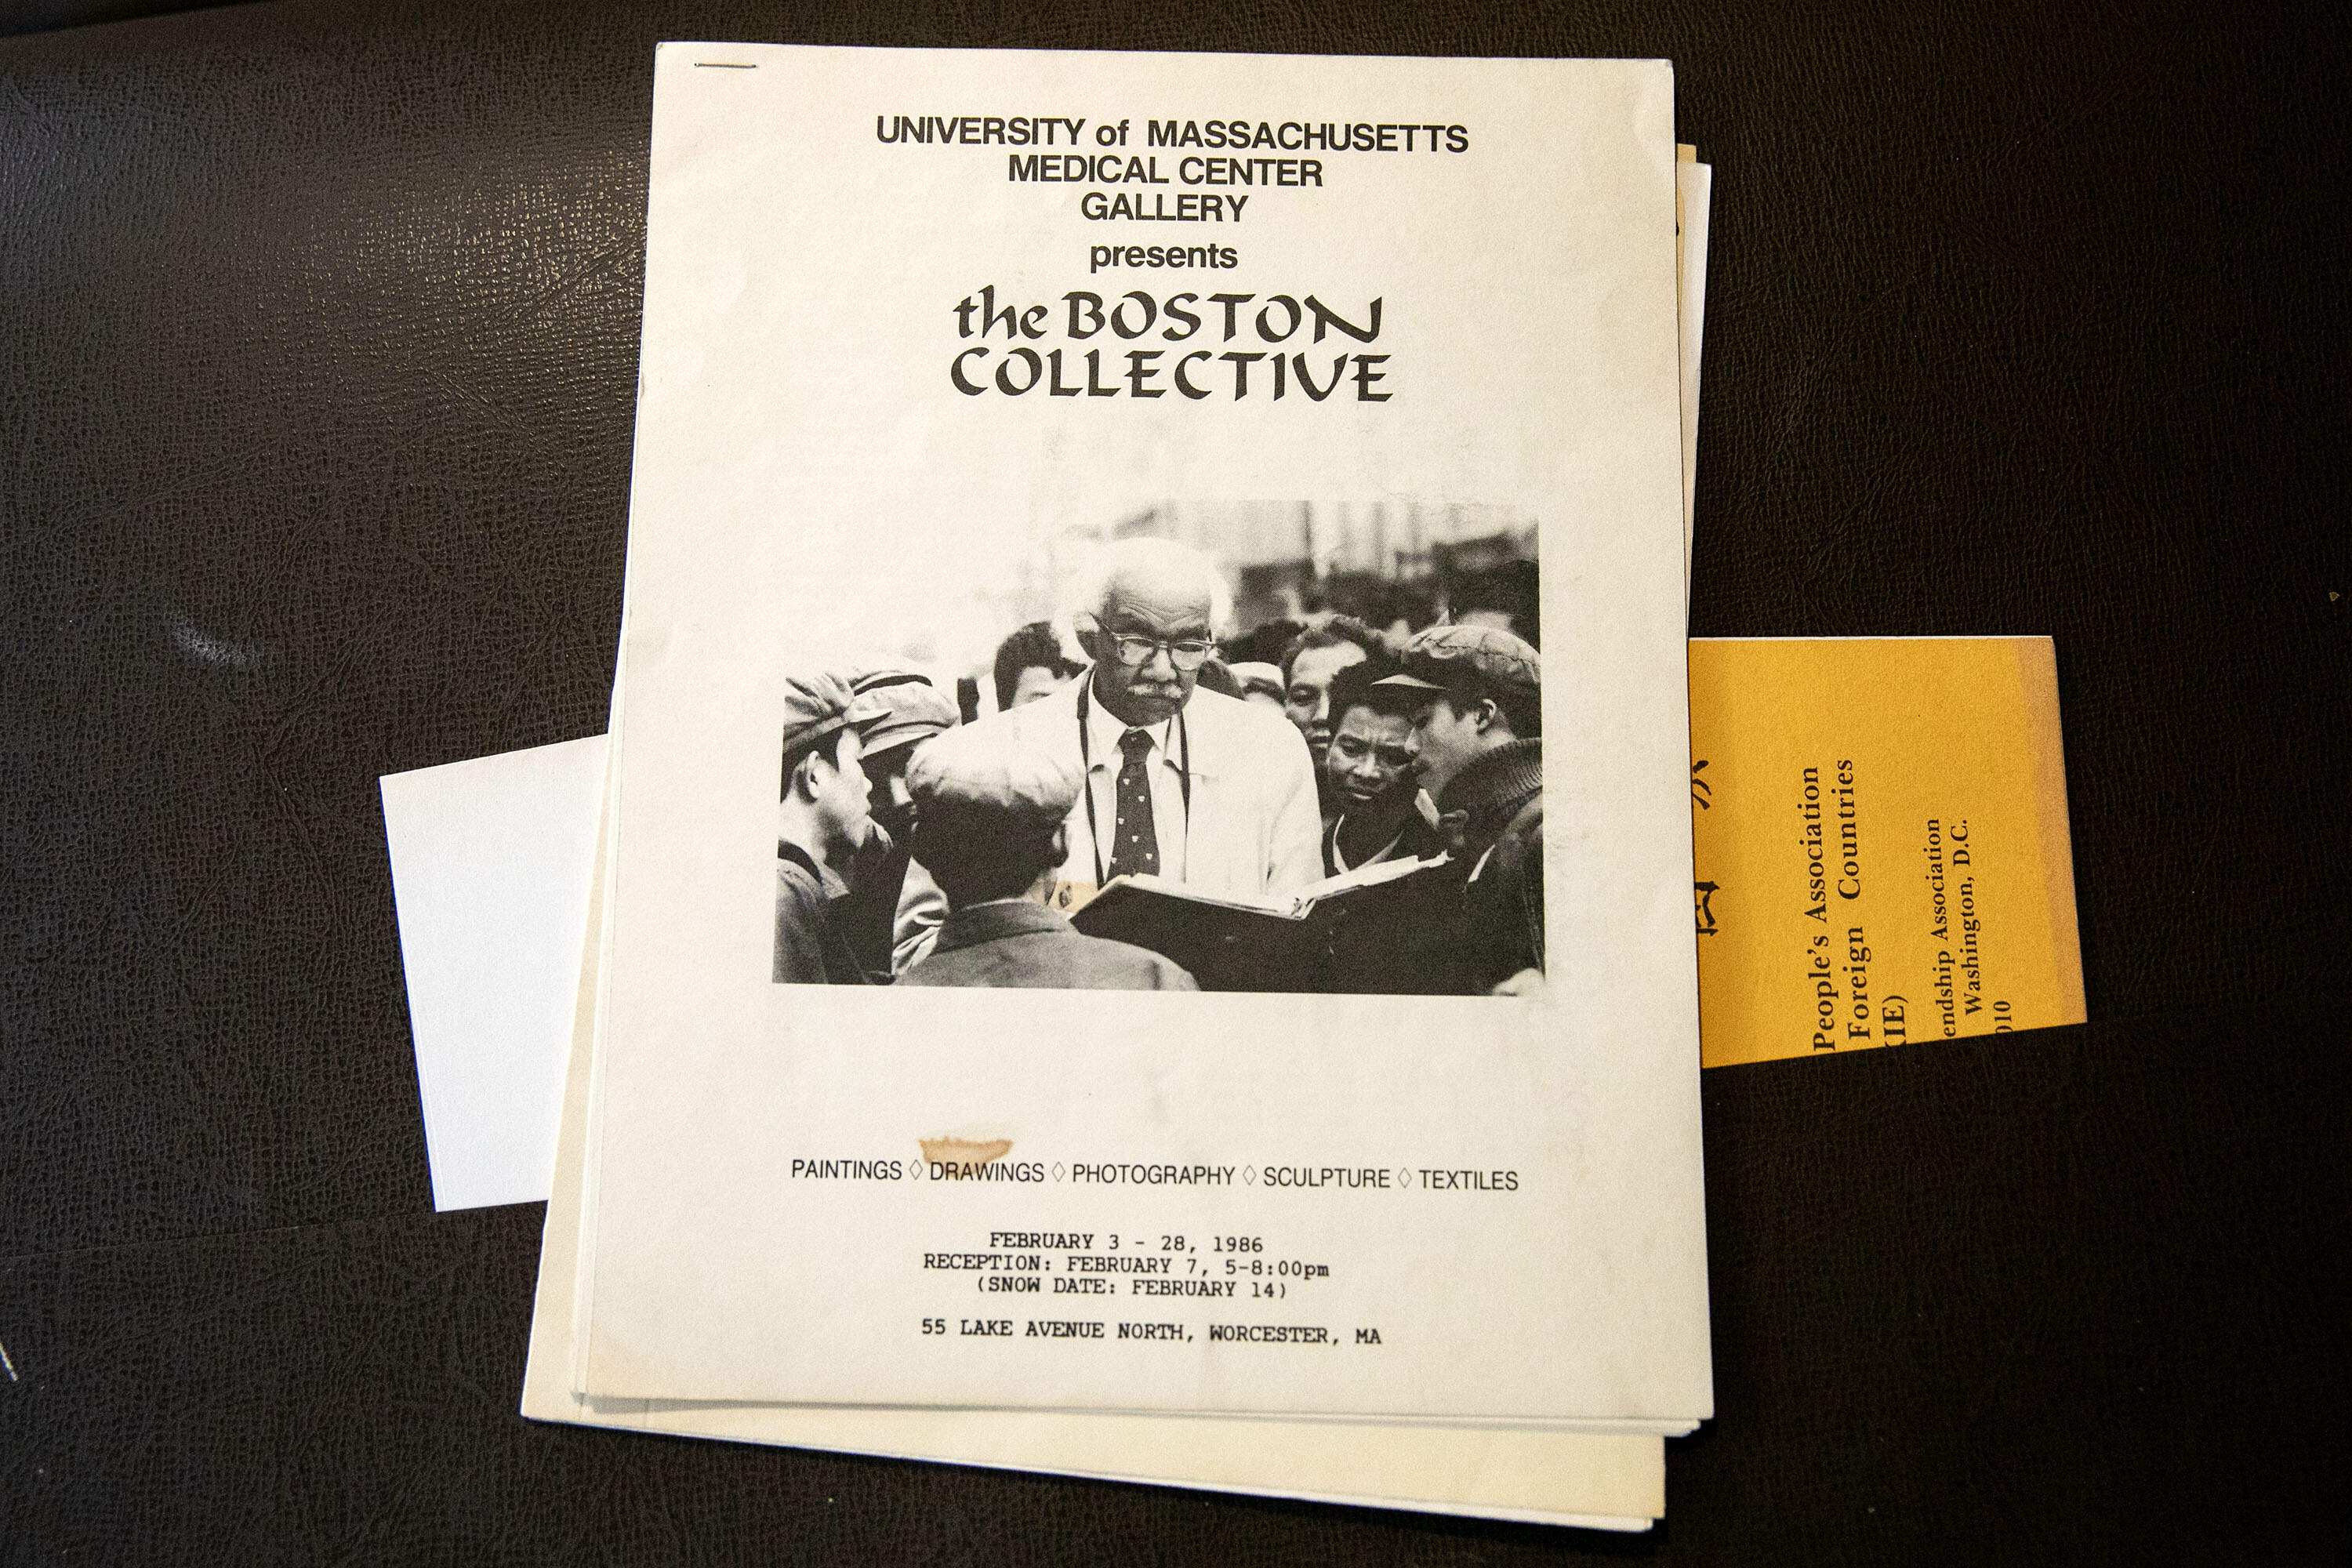 UNIVERSITY of MASSACHUSETTS
MEDICAL CENTER
GALLERY
presents
the BOSTON
COLLECTIVE
PAINTINGS ◊ DRAWINGS ◊ PHOTOGRAPHY ◊ SCULPTURE ◊ TEXTILES
FEBRUARY 3 - 28, 1986
RECEPTION: FEBRUARY 7, 5-8:00pm
(SNOW DATE: FEBRUARY 14)
55 LAKE AVENUE NORTH, WORCESTER, MA
People's Association
Foreign Countries
IE)
endship Association
Washington, D.C.
010